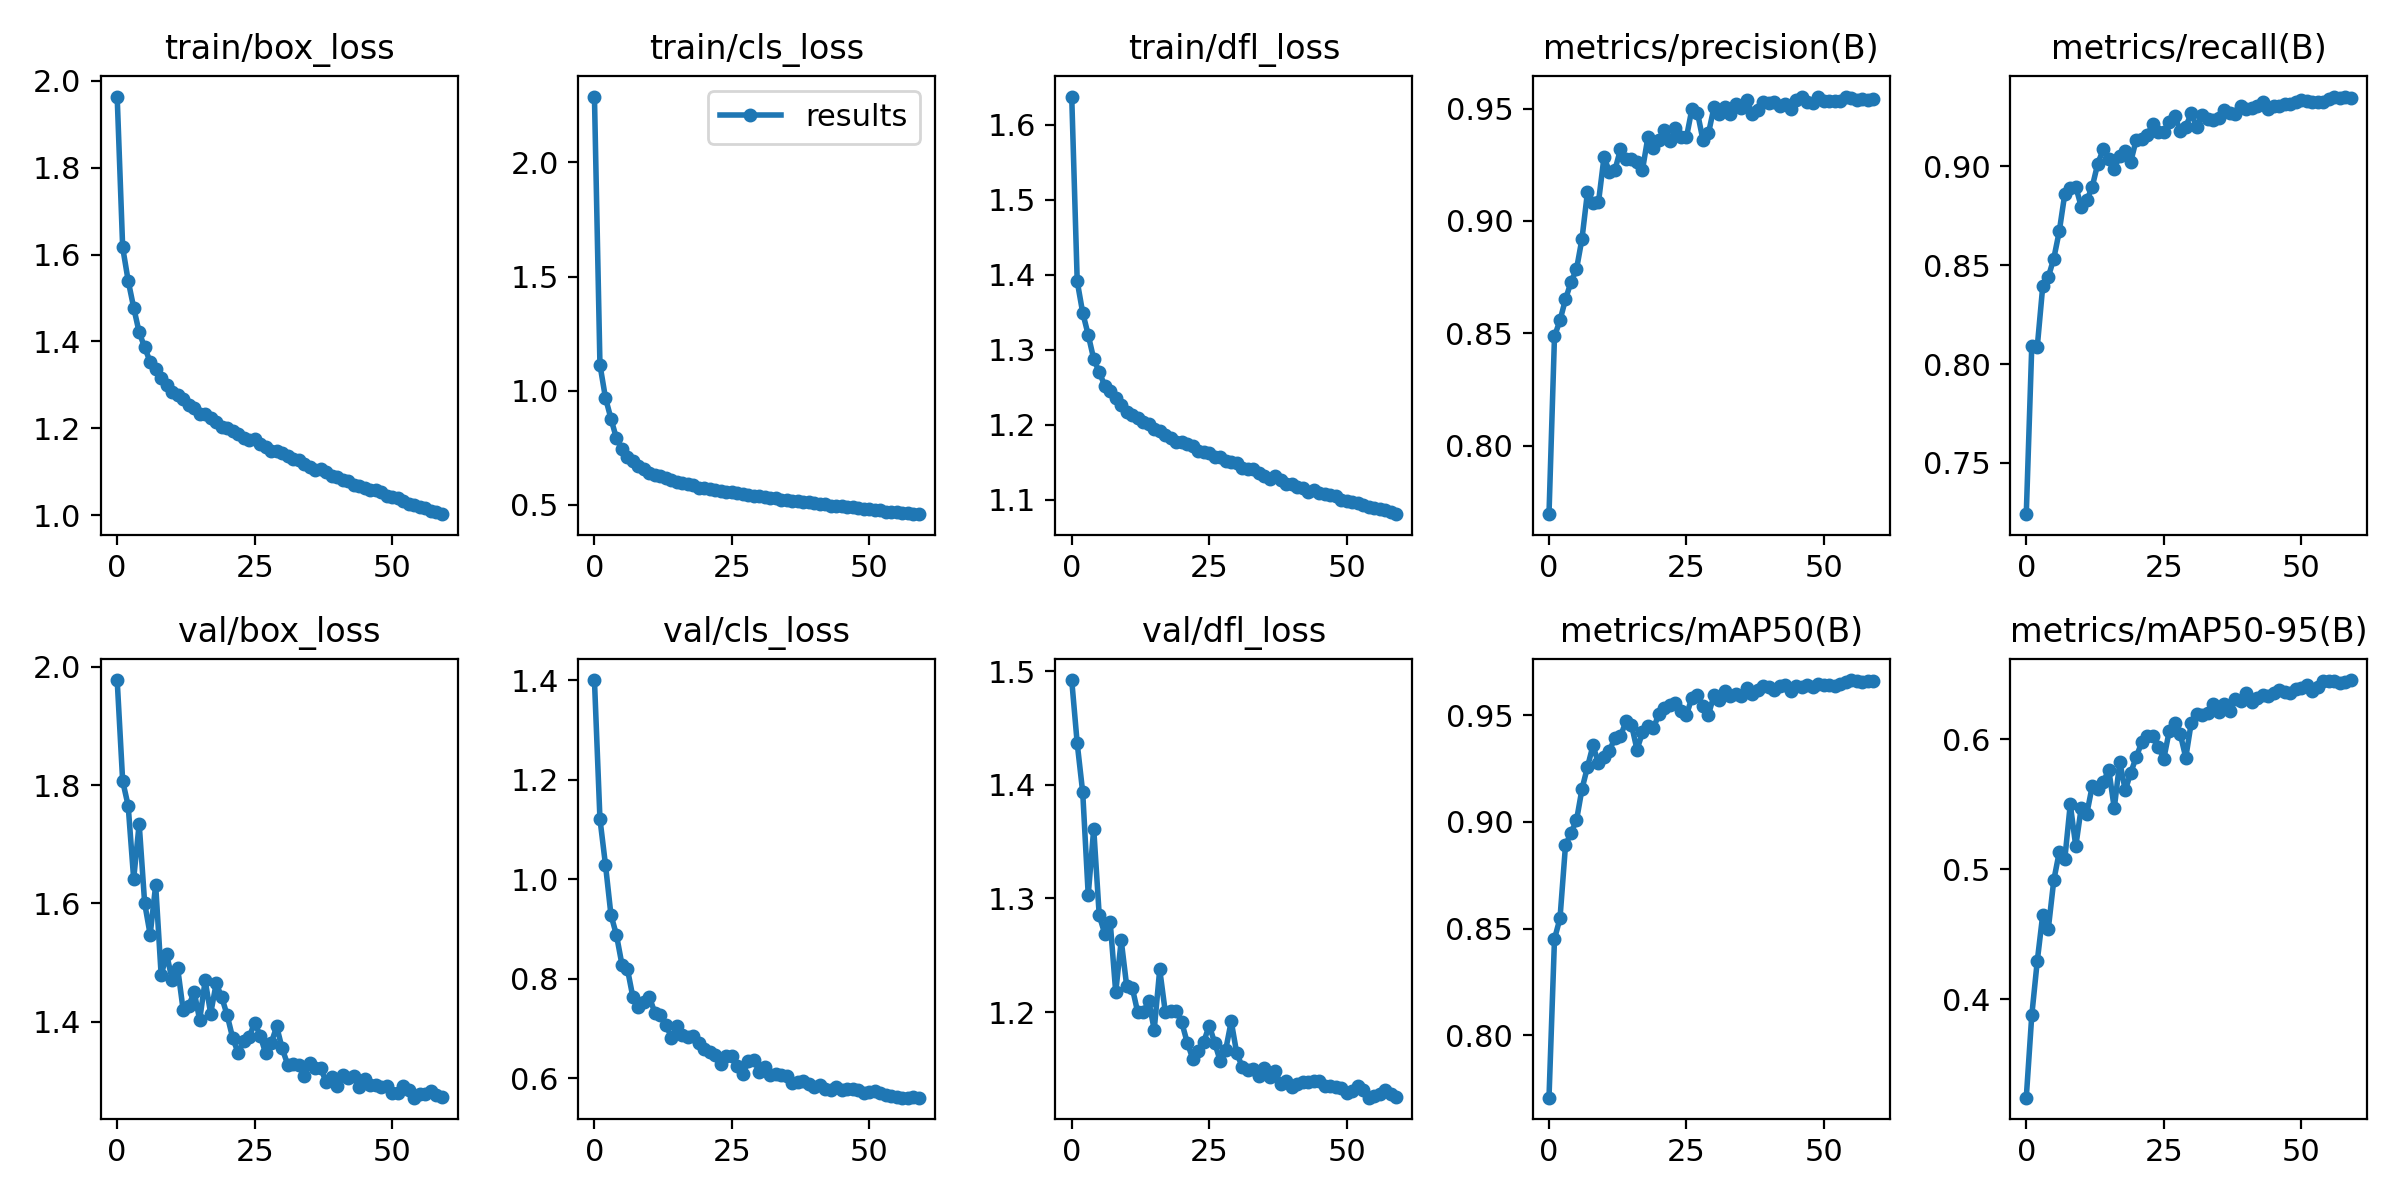 train/box_loss
2.0
1.8
1.6
1.4
1.2
1.0
0 25 50
train/cls_loss
results
2.0
1.5
1.0
0.5
0 25 50
train/dfl_loss
1.6
1.5
1.4
1.3
1.2
1.1
0 25 50
metrics/precision(B)
0.95
0.90
0.85
0.80
0 25 50
metrics/recall(B)
0.90
0.85
0.80
0.75
0 25 50
val/box_loss
2.0
1.8
1.6
1.4
0 25 50
val/cls_loss
1.4
1.2
1.0
0.8
0.6
0 25 50
val/dfl_loss
1.5
1.4
1.3
1.2
0 25 50
metrics/mAP50(B)
0.95
0.90
0.85
0.80
0 25 50
metrics/mAP50-95(B)
0.6
0.5
0.4
0 25 50